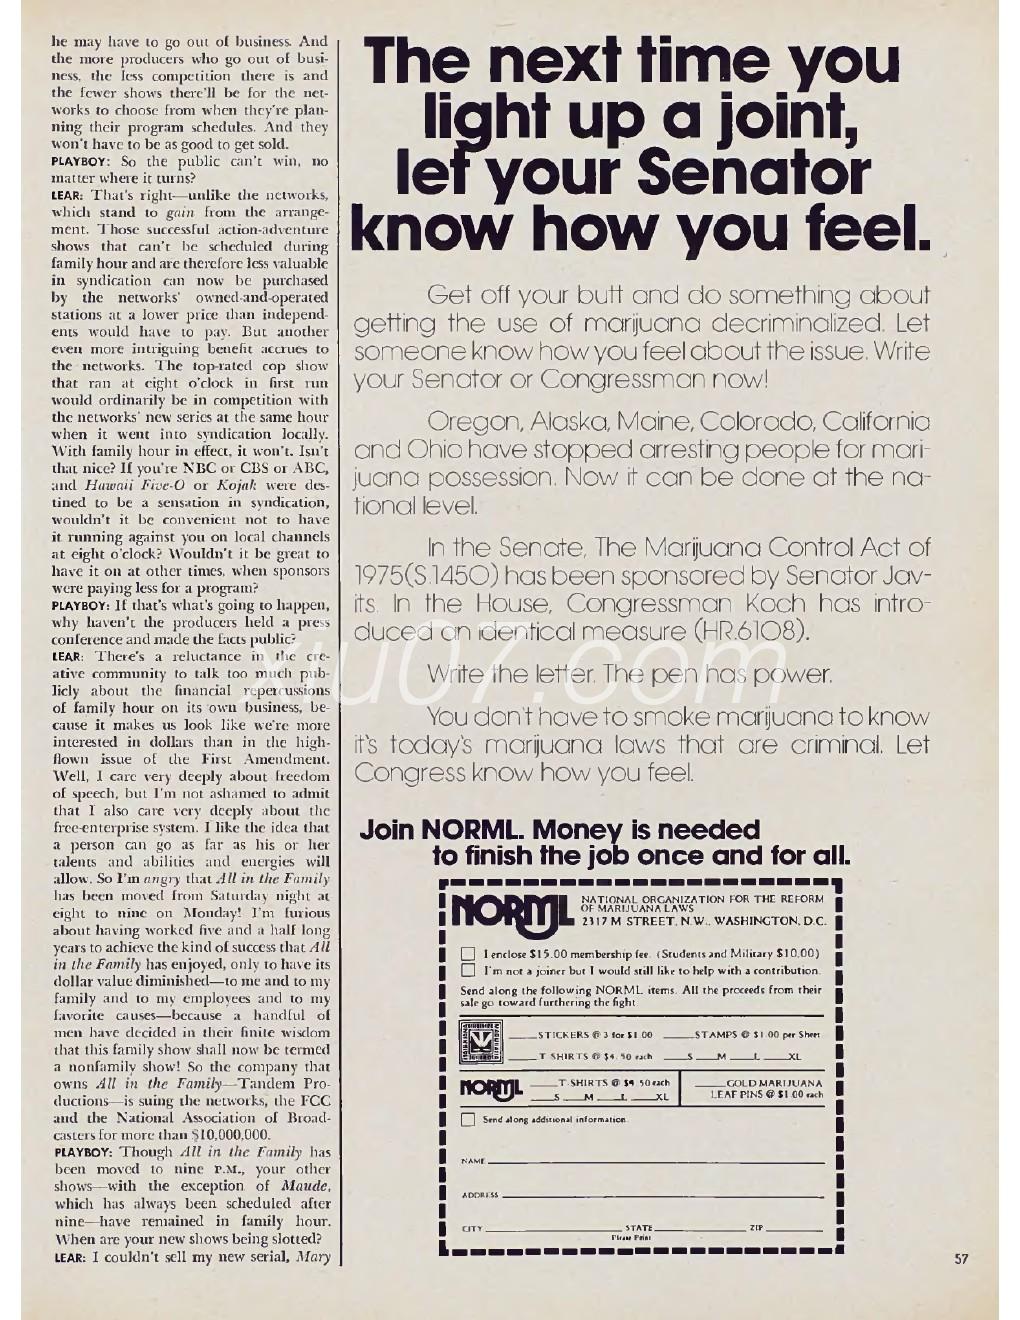 he may have to go out of business. And
the more producers who go out of busi-
ness, the less competition there is and
the fewer shows there'll be for the net-
works to choose from when they're plan-
ning their program schedules. And they
won't have to be as good to get sold.
PLAYBOY: So the public can't win, no
matter where it turns?
LEAR: That's right—unlike the networks,
which stand to gain from the arrange-
ment. Those successful action-adventure
shows that can't be scheduled during
family hour and are therefore less valuable
in syndication can now be purchased
by the networks' owned-and-operated
stations at a lower price than independ-
ents would have to pay. But another
even more intriguing benefit accrues to
the networks. The top-rated cop show
that ran at eight o'clock in first run
would ordinarily be in competition with
the networks' new series at the same hour
when it went into syndication locally.
With family hour in effect, it won't. Isn't
that nice? If you're NBC or CBS or ABC,
and Hawaii Five-O or Kojak were des-
tined to be a sensation in syndication,
wouldn't it be convenient not to have
it running against you on local channels
at eight o'clock? Wouldn't it be great to
have it on at other times, when sponsors
were paying less for a program?
PLAYBOY: If that's what's going to happen,
why haven't the producers held a press
conference and made the facts public?
LEAR: There's a reluctance in the cre-
ative community to talk too much pub-
licly about the financial repercussions
of family hour on its own business, be-
cause it makes us look like we're more
interested in dollars than in the high-
flown issue of the First Amendment.
Well, I care very deeply about freedom
of speech, but I'm not ashamed to admit
that I also care very deeply about the
free-enterprise system. I like the idea that
a person can go as far as his or her
talents and abilities and energies will
allow. So I'm angry that All in the Family
has been moved from Saturday night at
eight to nine on Monday! I'm furious
about having worked five and a half long
years to achieve the kind of success that All
in the Family has enjoyed, only to have its
dollar value diminished—to me and to my
family and to my employees and to my
favorite causes—because a handful of
men have decided in their finite wisdom
that this family show shall now be termed
a nonfamily show! So the company that
owns All in the Family—Tandem Pro-
ductions—is suing the networks, the FCC
and the National Association of Broad-
casters for more than $10,000,000.
PLAYBOY: Though All in the Family has
been moved to nine P.M., your other
shows—with the exception of Maude,
which has always been scheduled after
nine—have remained in family hour.
When are your new shows being slotted?
LEAR: I couldn't sell my new serial, Mary
The next time you
light up a joint,
let your Senator
know how you feel.
Get off your butt and do something about
getting the use of marijuana decriminalized. Let
someone know how you feel about the issue. Write
your Senator or Congressman now!
Oregon, Alaska, Maine, Colorado, California
and Ohio have stopped arresting people for mari-
juana possession. Now it can be done at the na-
tional level.
In the Senate, The Marijuana Control Act of
1975(S.1450) has been sponsored by Senator Jav-
its. In the House, Congressman Koch has intro-
duced an identical measure (HR.6108).
Write the letter. The pen has power.
You don't have to smoke marijuana to know
it's today's marijuana laws that are criminal. Let
Congress know how you feel.
Join NORML. Money is needed
to finish the job once and for all.
NORML
NATIONAL ORGANIZATION FOR THE REFORM
OF MARIJUANA LAWS
2317 M STREET, N.W., WASHINGTON, D.C.
I enclose $15.00 membership fee. (Students and Military $10.00)
I'm not a joiner but I would still like to help with a contribution.
Send along the following NORML items. All the proceeds from their
sale go toward furthering the fight.
STICKERS @ 3 for $1.00 STAMPS @ $1.00 per Sheet
T-SHIRTS @ $4.50 each S M L XL
NORML T-SHIRTS @ $4.50 each
S M L XL
GOLD MARIJUANA
LEAF PINS @ $1.00 each
Send along additional information.
NAME
ADDRESS
CITY STATE ZIP
Please Print
57
xiu07.com